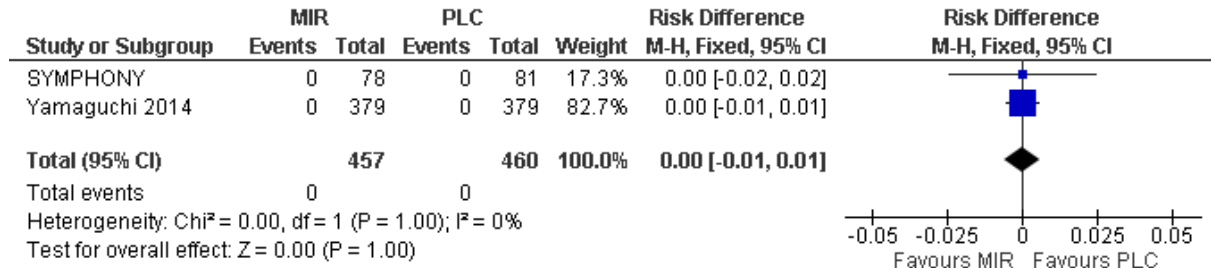 MIR PLC Risk Difference Risk Difference
Study or Subgroup Events Total Events Total Weight M-H, Fixed, 95% CI M-H, Fixed, 95% CI
SYMPHONY 0 78 0 81 17.3% 0.00 [-0.02, 0.02]
Yamaguchi 2014 0 379 0 379 82.7% 0.00 [-0.01, 0.01]
Total (95% CI) 457 460 100.0% 0.00 [-0.01, 0.01]
Total events 0 0
Heterogeneity: Chi² = 0.00, df = 1 (P = 1.00); I² = 0%
Test for overall effect: Z = 0.00 (P = 1.00)
-0.05 -0.025 0 0.025 0.05
Favours MIR Favours PLC